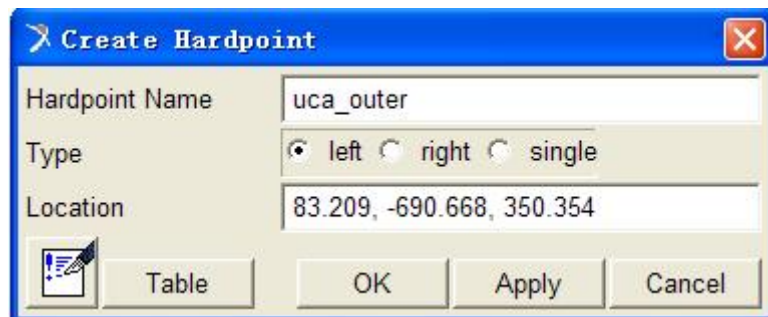 Create Hardpoint
Hardpoint Name uca_outer
Type left right single
Location 83.209, -690.668, 350.354
Table OK Apply Cancel